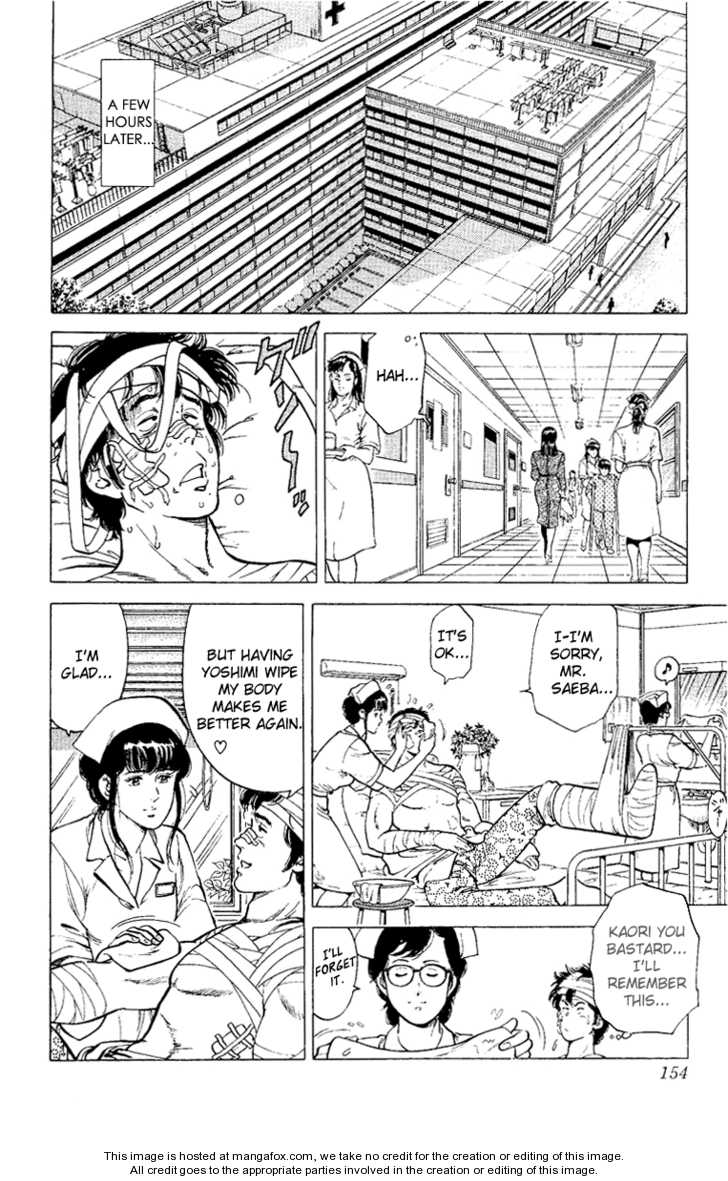 A FEW
HOURS
LATER...
HAH...
I-I'M
SORRY,
MR.
SAEBA...
IT'S
OK...
BUT HAVING
YOSHIMI WIPE
MY BODY
MAKES ME
BETTER AGAIN.
♡
I'M
GLAD...
KAORI YOU
BASTARD...
I'LL
REMEMBER
THIS...
I'LL
FORGET
IT.
154
This image is hosted at mangafox.com, we take no credit for the creation or editing of this image.
All credit goes to the appropriate parties involved in the creation or editing of this image.